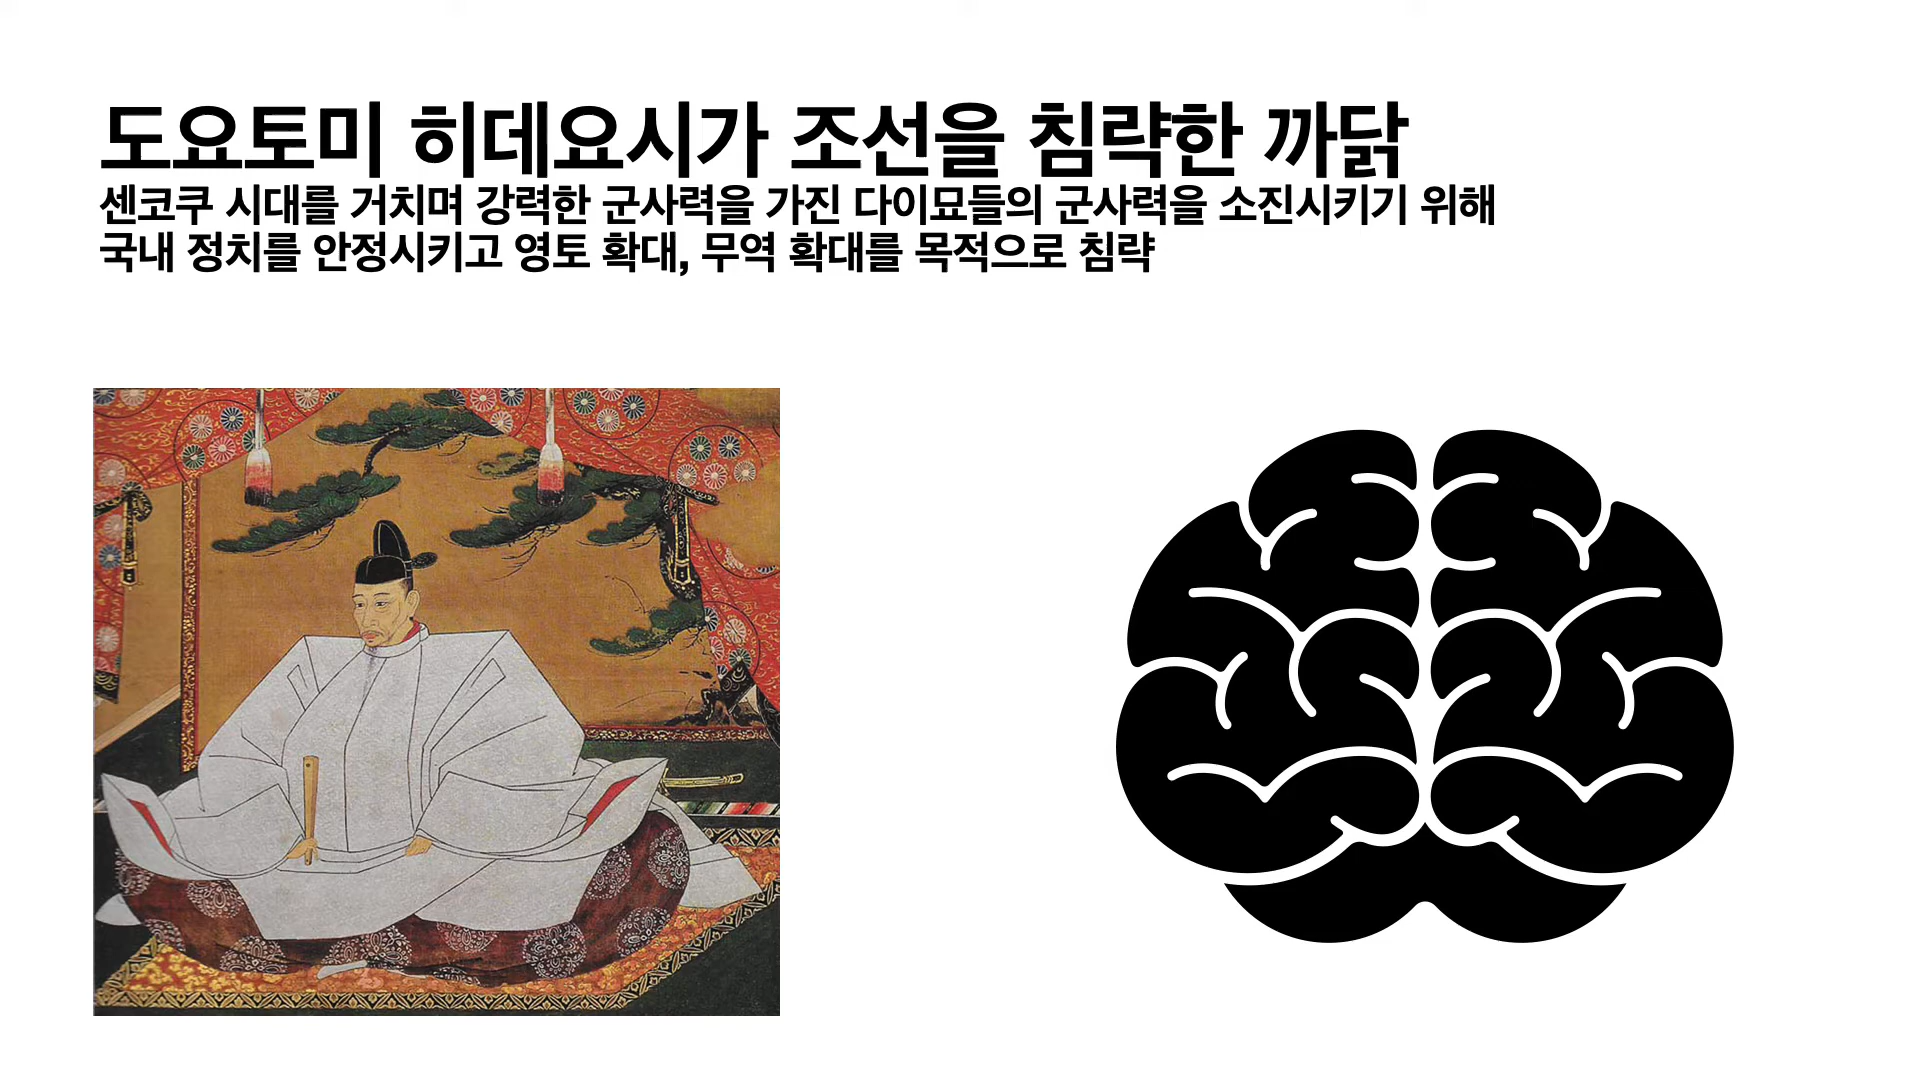 도요토미 히데요시가 조선을 침략한 까닭
센코쿠 시대를 거치며 강력한 군사력을 가진 다이묘들의 군사력을 소진시키기 위해
국내 정치를 안정시키고 영토 확대, 무역 확대를 목적으로 침략